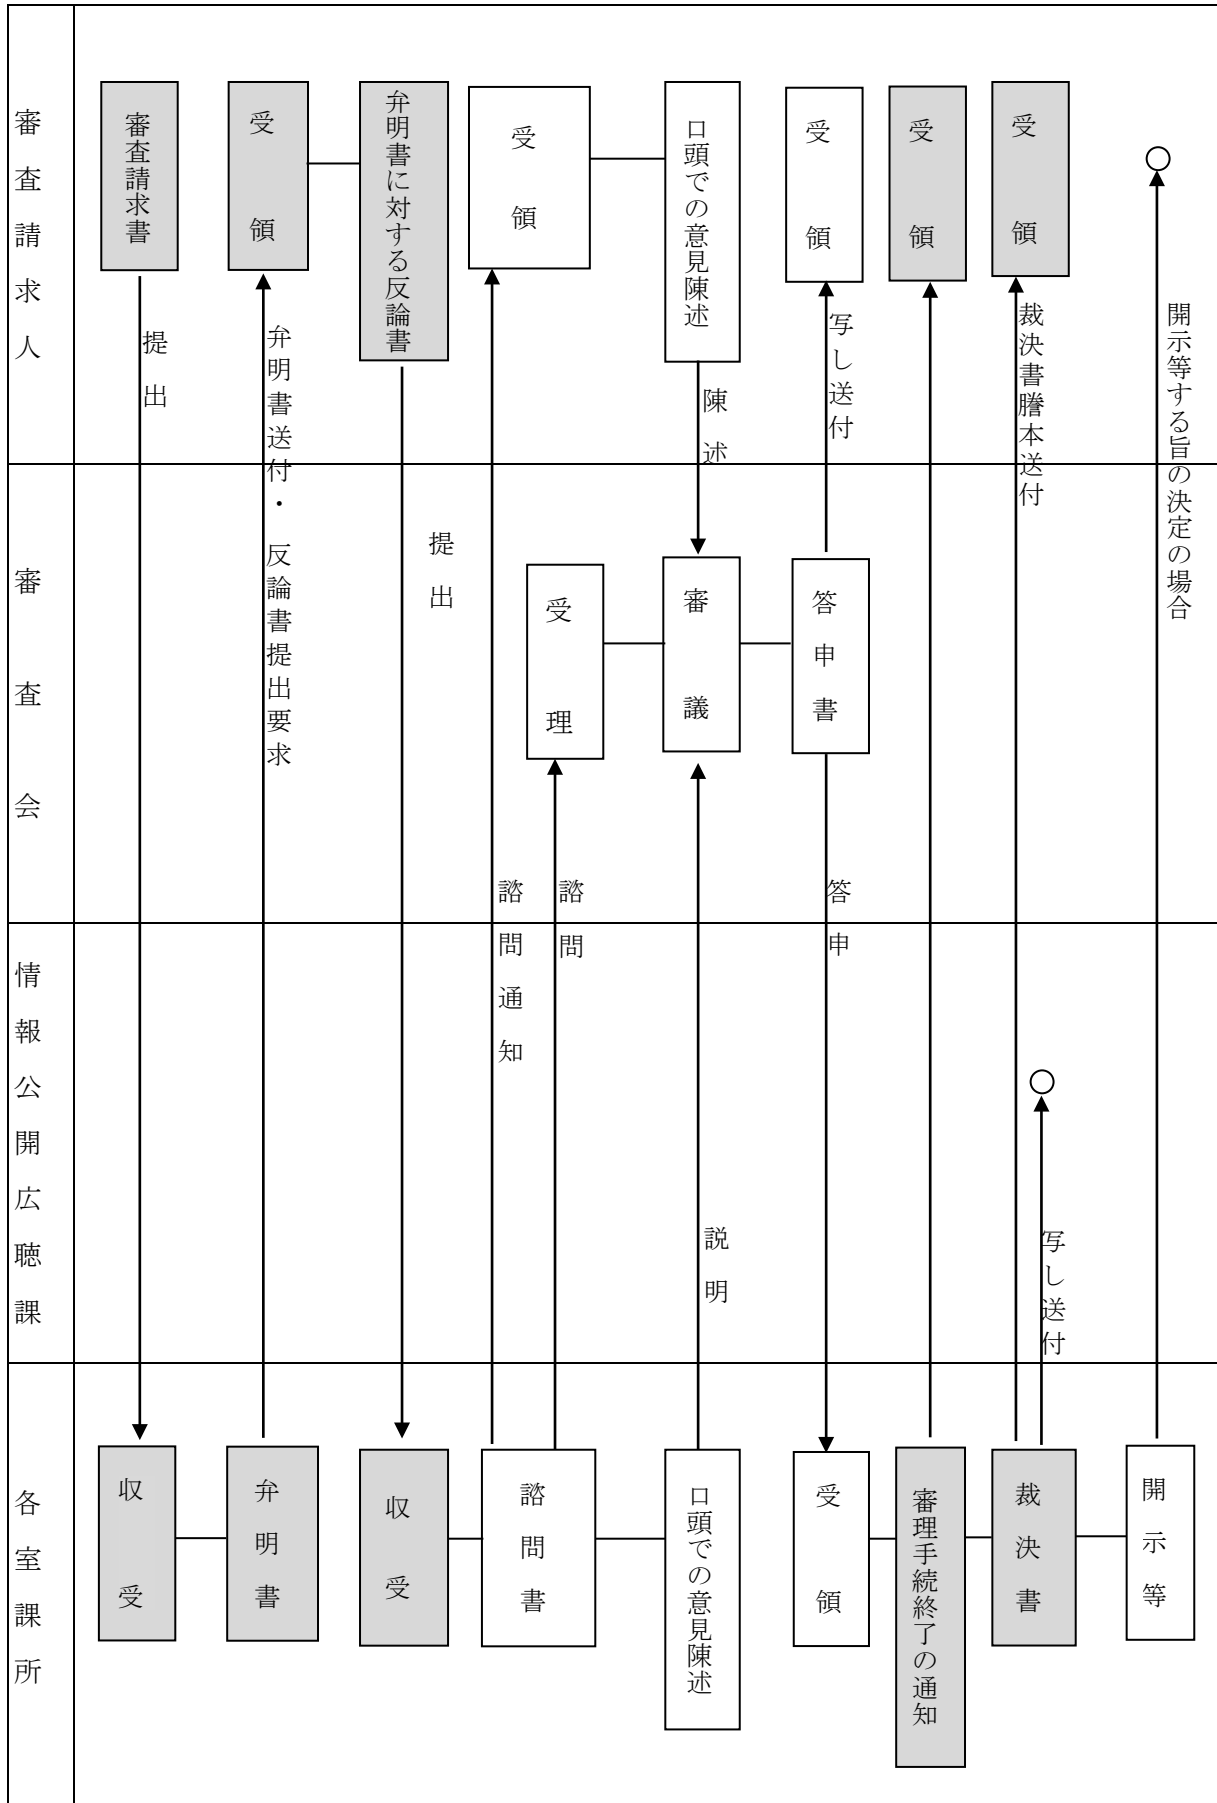 審査請求人
審査請求書
受領
弁明書に対する反論書
受領
口頭での意見陳述
受領
受領
受領
提出
弁明書送付・反論書提出要求
提出
陳述
写し送付
裁決書謄本送付
開示等する旨の決定の場合
審査会
受理
審議
答申書
諮問通知
諮問
答申
情報公開広聴課
説明
写し送付
各室課所
収受
弁明書
収受
諮問書
口頭での意見陳述
受領
審理手続終了の通知
裁決書
開示等